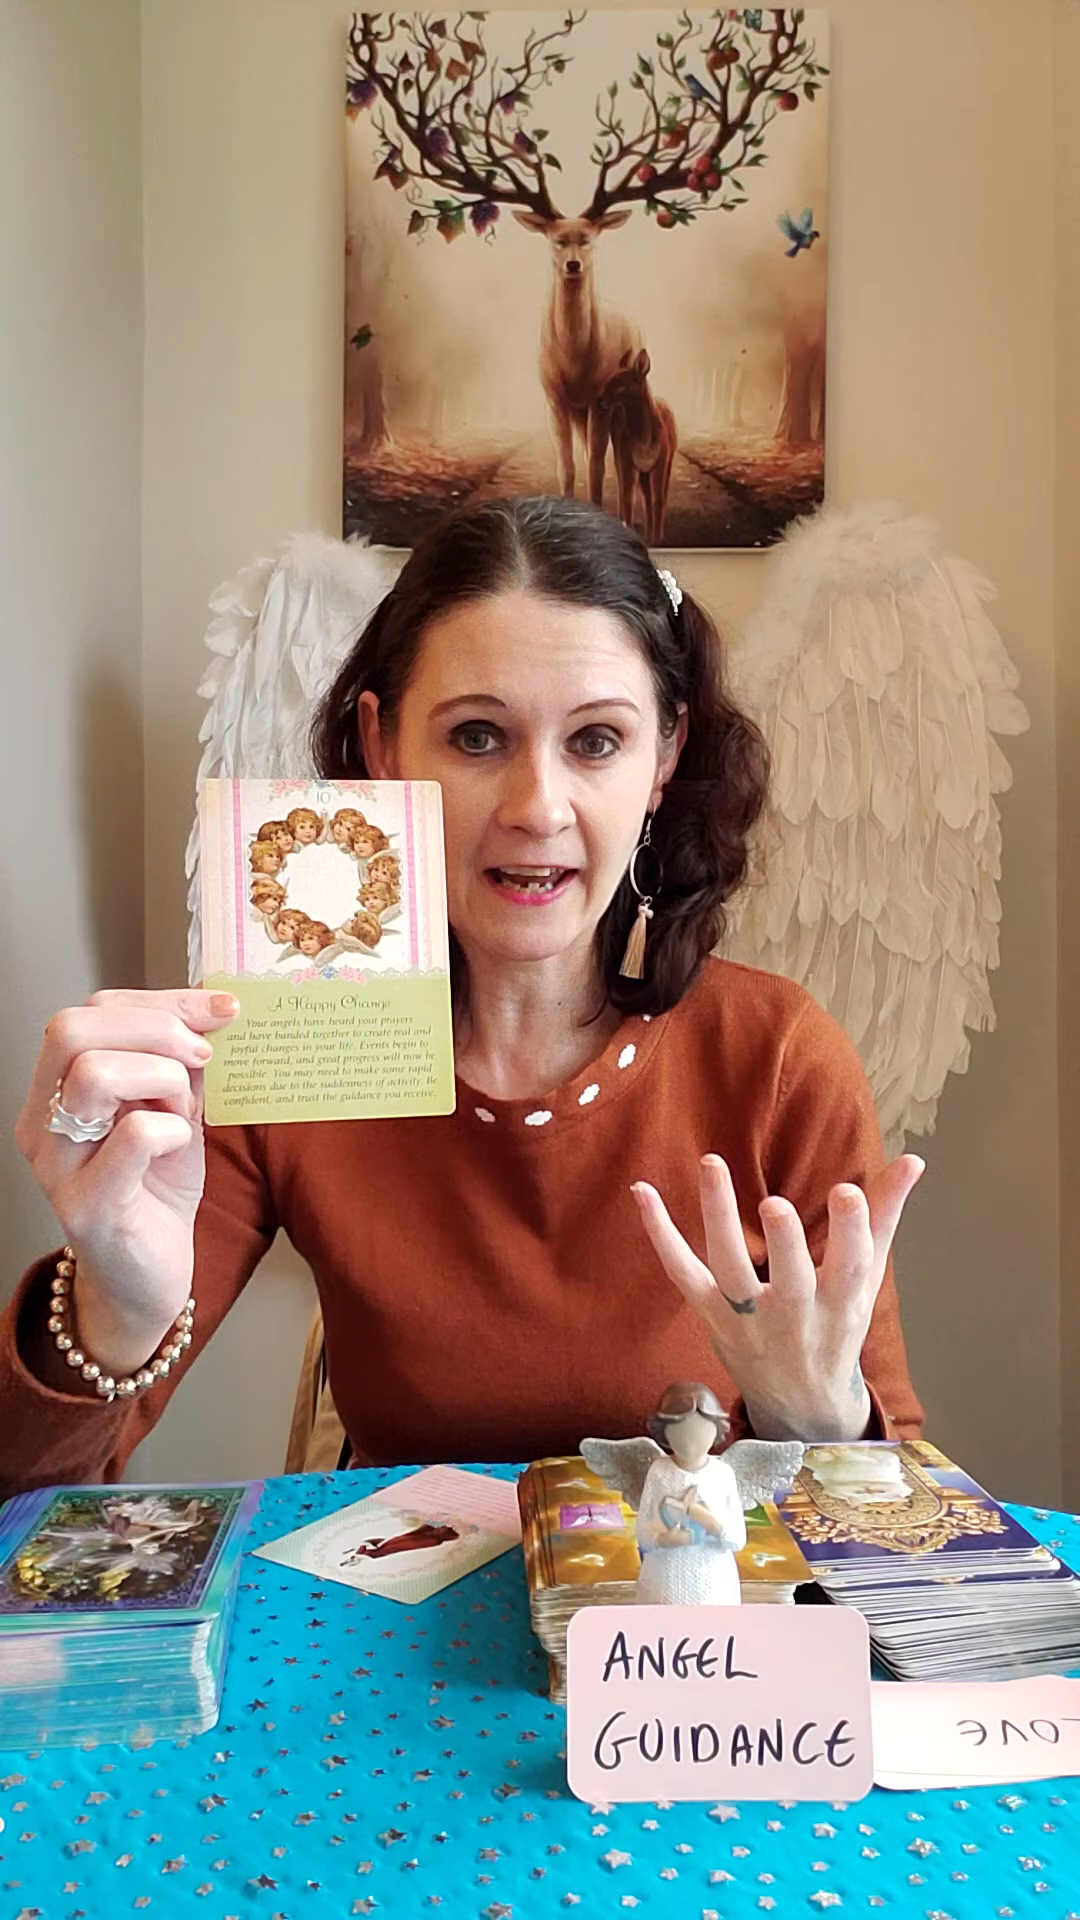 10
A Happy Change
Your angels have heard your prayers
and have banded together to create real and
joyful changes in your life. Events begin to
move forward, and great progress will now be
possible. You may need to make some rapid
decisions due to the suddenness of activity. Be
confident, and trust the guidance you receive.
ANGEL
GUIDANCE
LOVE